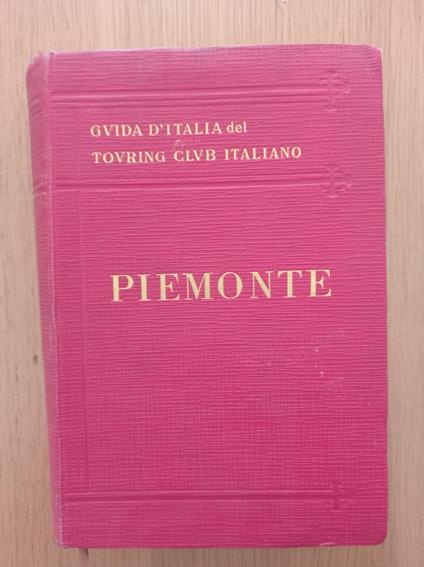 GVIDA D'ITALIA del
TOVRING CLVB ITALIANO
PIEMONTE